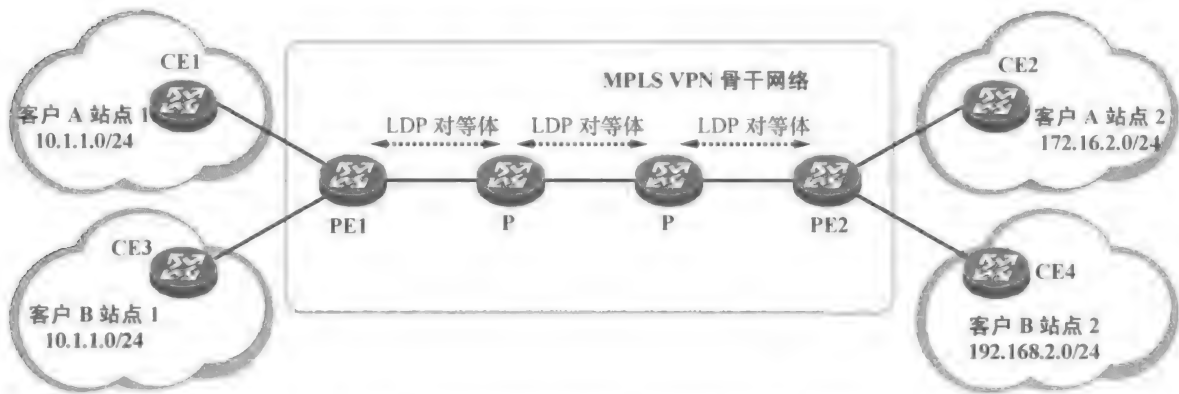 CE1
客户 A 站点 1
10.1.1.0/24
CE3
客户 B 站点 1
10.1.1.0/24
MPLS VPN 骨干网络
LDP 对等体
LDP 对等体
LDP 对等体
PE1
P
P
PE2
CE2
客户 A 站点 2
172.16.2.0/24
CE4
客户 B 站点 2
192.168.2.0/24